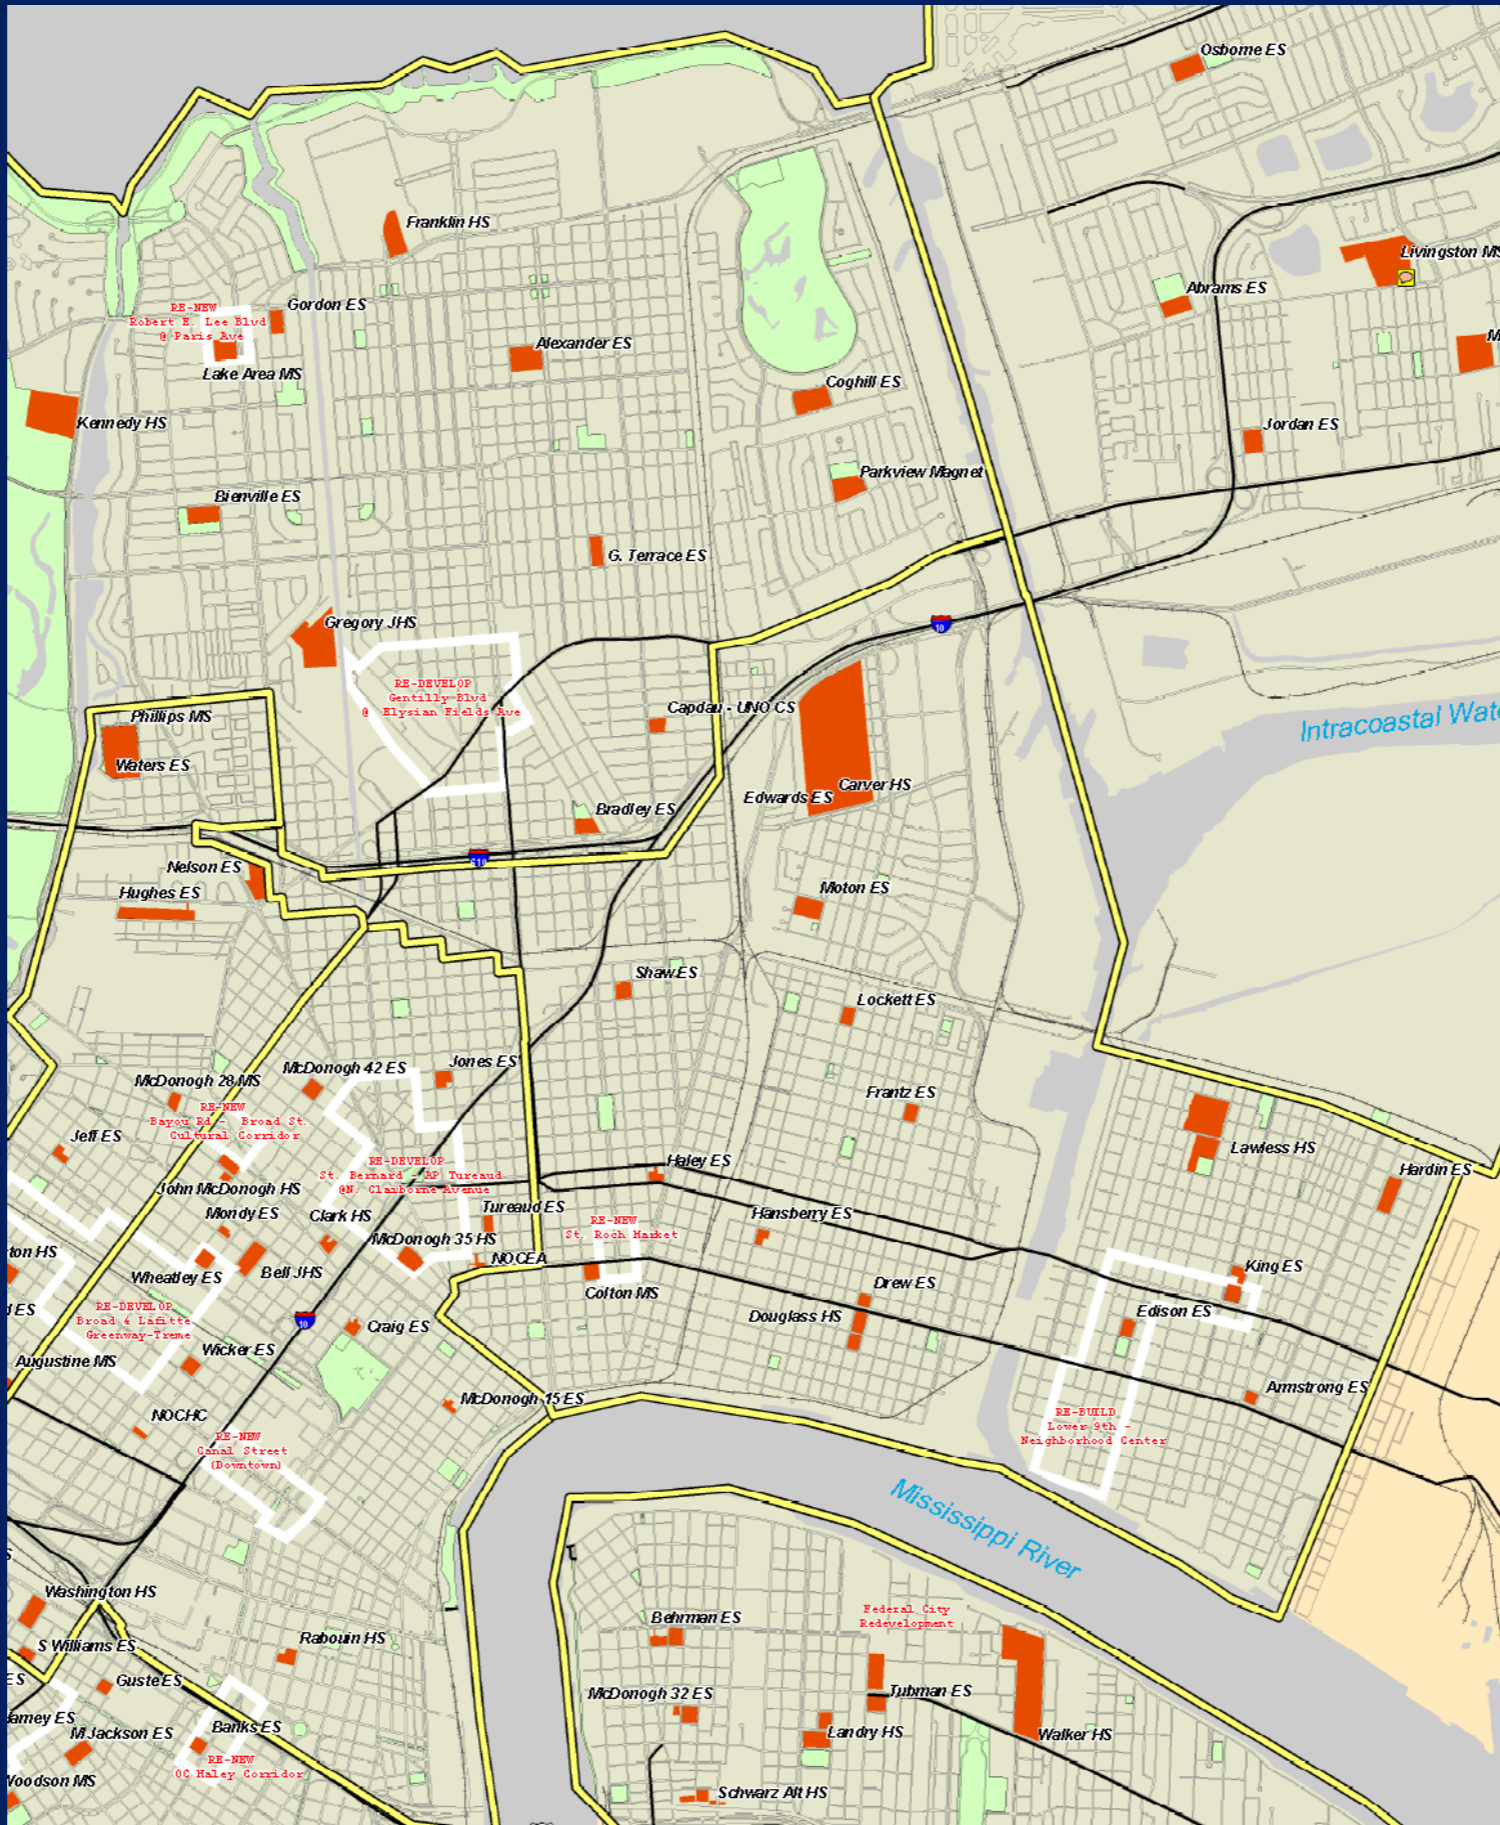 Osborne ES
Franklin HS
Livingston MS
Abrams ES
RE-NEW
Robert E. Lee Blvd
@ Paris Ave
Gordon ES
Alexander ES
Lake Area MS
Coghill ES
Kennedy HS
Jordan ES
Parkview Magnet
Bienville ES
G. Terrace ES
Gregory JHS
10
RE-DEVELOP
Gentilly Blvd
@ Elysian Fields Ave
Phillips MS
Capdau - UNO CS
Intracoastal Wate
Waters ES
Edwards ES
Carver HS
Bradley ES
610
Nelson ES
Hughes ES
Moton ES
Shaw ES
Lockett ES
McDonogh 42 ES
Jones ES
McDonogh 28 MS
RE-NEW
Bayou Rd - Broad St.
Cultural Corridor
Frantz ES
Jeff ES
Lawless HS
Hardin ES
RE-DEVELOP
St. Bernard - AP Tureaud
@N. Claiborne Avenue
Haley ES
John McDonogh HS
Mondy ES
Clark HS
Tureaud ES
Hansberry ES
RE-NEW
St. Roch Market
McDonogh 35 HS
NOCEA
rton HS
Wheatley ES
Bell JHS
King ES
Colton MS
Drew ES
Edison ES
d ES
RE-DEVELOP
Broad & Lafitte
Greenway-Treme
10
Craig ES
Douglass HS
Wicker ES
Augustine MS
McDonogh 15 ES
Armstrong ES
NOCHC
RE-BUILD
Lower 9th -
Neighborhood Center
RE-NEW
Canal Street
(Downtown)
Mississippi River
S
Washington HS
Behrman ES
Federal City
Redevelopment
S Williams ES
Rabouin HS
ES
Guste ES
McDonogh 32 ES
Tubman ES
amey ES
M Jackson ES
Banks ES
Landry HS
Walker HS
RE-NEW
OC Haley Corridor
Woodson MS
Schwarz Alt HS